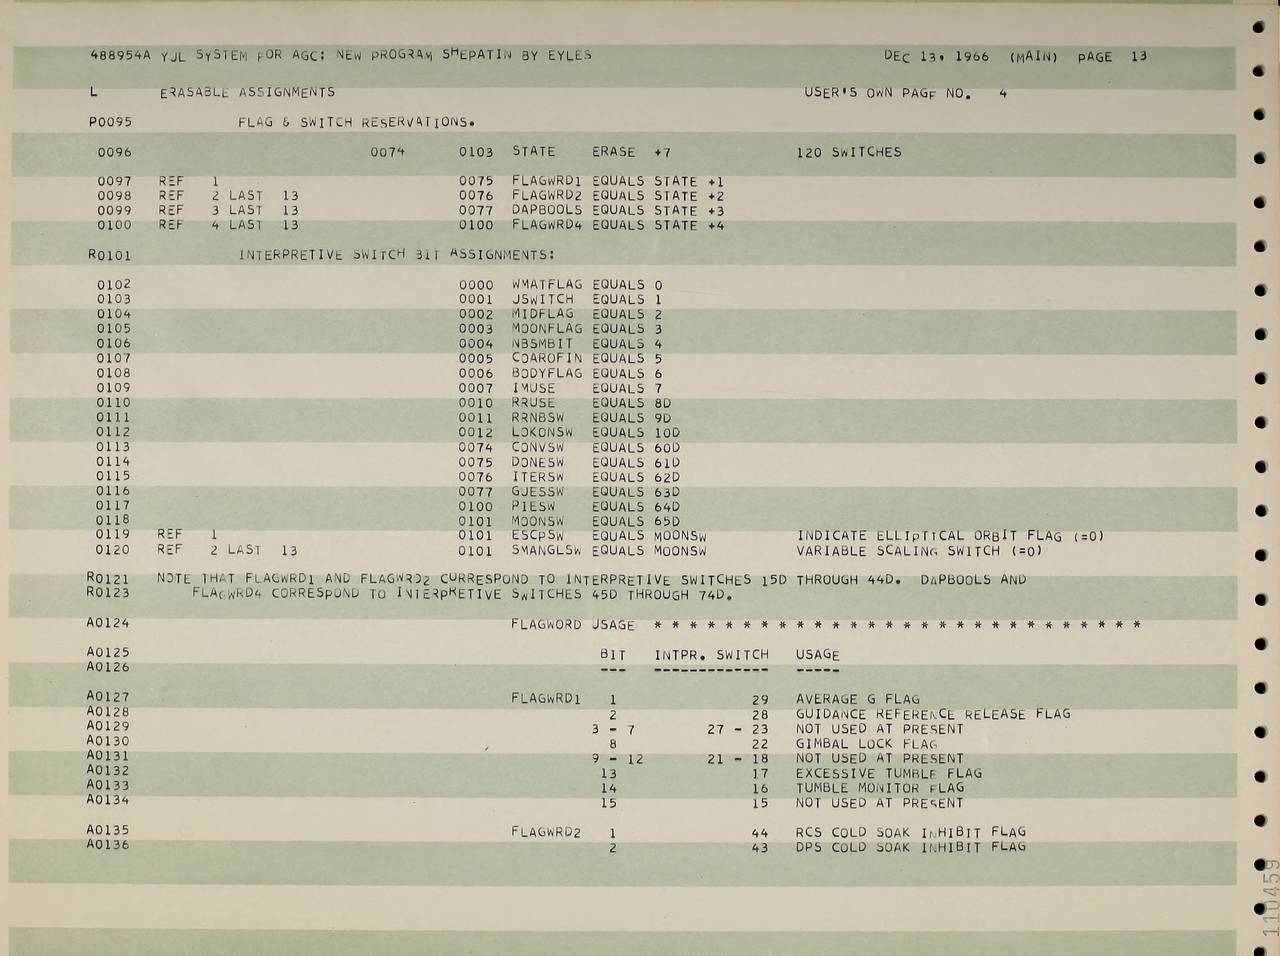 488954A YJL SYSTEM FOR AGC: NEW PROGRAM SHEPATIN BY EYLES DEC 13, 1966 (MAIN) PAGE 13
L ERASABLE ASSIGNMENTS USER'S OWN PAGE NO. 4
P0095 FLAG & SWITCH RESERVATIONS.
0096 0074 0103 STATE ERASE +7 120 SWITCHES
0097 REF 1 0075 FLAGWRD1 EQUALS STATE +1
0098 REF 2 LAST 13 0076 FLAGWRD2 EQUALS STATE +2
0099 REF 3 LAST 13 0077 DAPBOOLS EQUALS STATE +3
0100 REF 4 LAST 13 0100 FLAGWRD4 EQUALS STATE +4
R0101 INTERPRETIVE SWITCH BIT ASSIGNMENTS:
0102 0000 WMATFLAG EQUALS 0
0103 0001 JSWITCH EQUALS 1
0104 0002 MIDFLAG EQUALS 2
0105 0003 MOONFLAG EQUALS 3
0106 0004 NBSMBIT EQUALS 4
0107 0005 COAROFIN EQUALS 5
0108 0006 BODYFLAG EQUALS 6
0109 0007 IMUSE EQUALS 7
0110 0010 RRUSE EQUALS 8D
0111 0011 RRNBSW EQUALS 9D
0112 0012 LOKONSW EQUALS 10D
0113 0074 CONVSW EQUALS 60D
0114 0075 DONESW EQUALS 61D
0115 0076 ITERSW EQUALS 62D
0116 0077 GUESSW EQUALS 63D
0117 0100 PIESW EQUALS 64D
0118 0101 MOONSW EQUALS 65D
0119 REF 1 0101 ESCPSW EQUALS MOONSW INDICATE ELLIPTICAL ORBIT FLAG (=0)
0120 REF 2 LAST 13 0101 SMANGLSW EQUALS MOONSW VARIABLE SCALING SWITCH (=0)
R0121 NOTE THAT FLAGWRD1 AND FLAGWRD2 CORRESPOND TO INTERPRETIVE SWITCHES 15D THROUGH 44D. DAPBOOLS AND
R0123 FLAGWRD4 CORRESPOND TO INTERPRETIVE SWITCHES 45D THROUGH 74D.
A0124 FLAGWORD USAGE * * * * * * * * * * * * * * * * * * * * * * * * * * * *
A0125 BIT INTPR. SWITCH USAGE
A0126 --- ------------- -----
A0127 FLAGWRD1 1 29 AVERAGE G FLAG
A0128 2 28 GUIDANCE REFERENCE RELEASE FLAG
A0129 3 - 7 27 - 23 NOT USED AT PRESENT
A0130 8 22 GIMBAL LOCK FLAG
A0131 9 - 12 21 - 18 NOT USED AT PRESENT
A0132 13 17 EXCESSIVE TUMBLE FLAG
A0133 14 16 TUMBLE MONITOR FLAG
A0134 15 15 NOT USED AT PRESENT
A0135 FLAGWRD2 1 44 RCS COLD SOAK INHIBIT FLAG
A0136 2 43 DPS COLD SOAK INHIBIT FLAG
110459